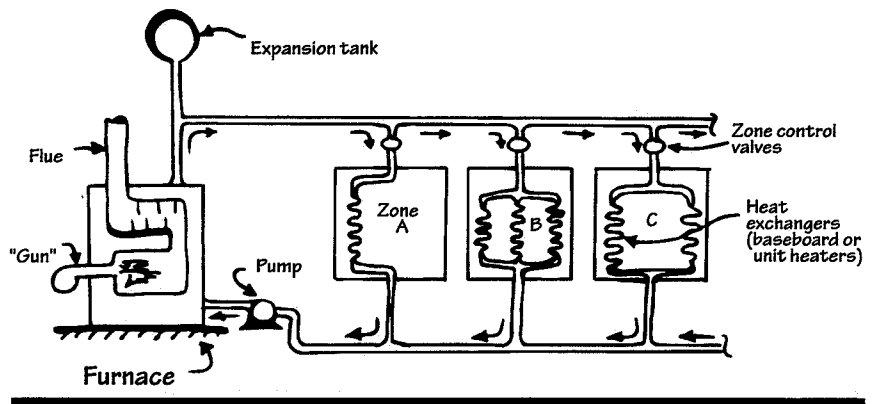 Expansion tank
Zone control
valves
Flue
Zone
A
B
C
Heat
exchangers
(baseboard or
unit heaters)
"Gun"
Pump
Furnace